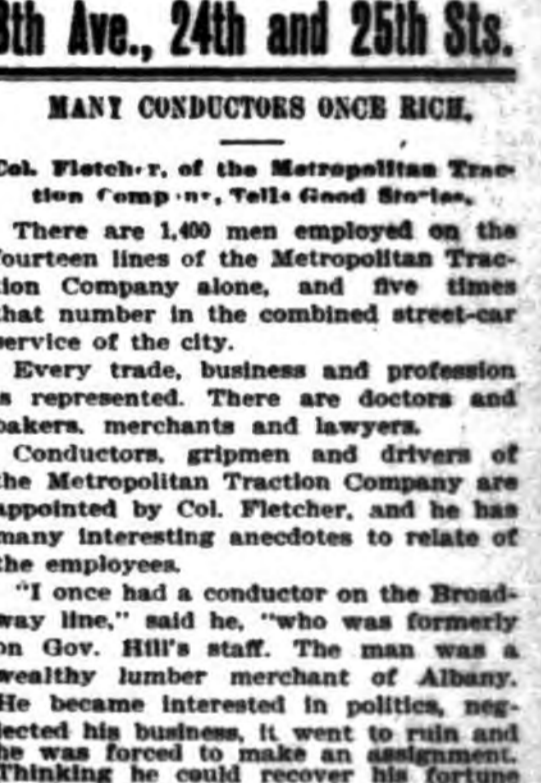 8th Ave., 24th and 25th Sts.
MANY CONDUCTORS ONCE RICH.
Col. Fletcher, of the Metropolitan Trac-
tion Company, Tells Good Stories.
There are 1,400 men employed on the
fourteen lines of the Metropolitan Trac-
tion Company alone, and five times
that number in the combined street-car
service of the city.
Every trade, business and profession
is represented. There are doctors and
bakers, merchants and lawyers.
Conductors, gripmen and drivers of
the Metropolitan Traction Company are
appointed by Col. Fletcher, and he has
many interesting anecdotes to relate of
the employees.
"I once had a conductor on the Broad-
way line," said he, "who was formerly
on Gov. Hill's staff. The man was a
wealthy lumber merchant of Albany.
He became interested in politics, neg-
lected his business, it went to ruin and
he was forced to make an assignment.
Thinking he could recover his fortune